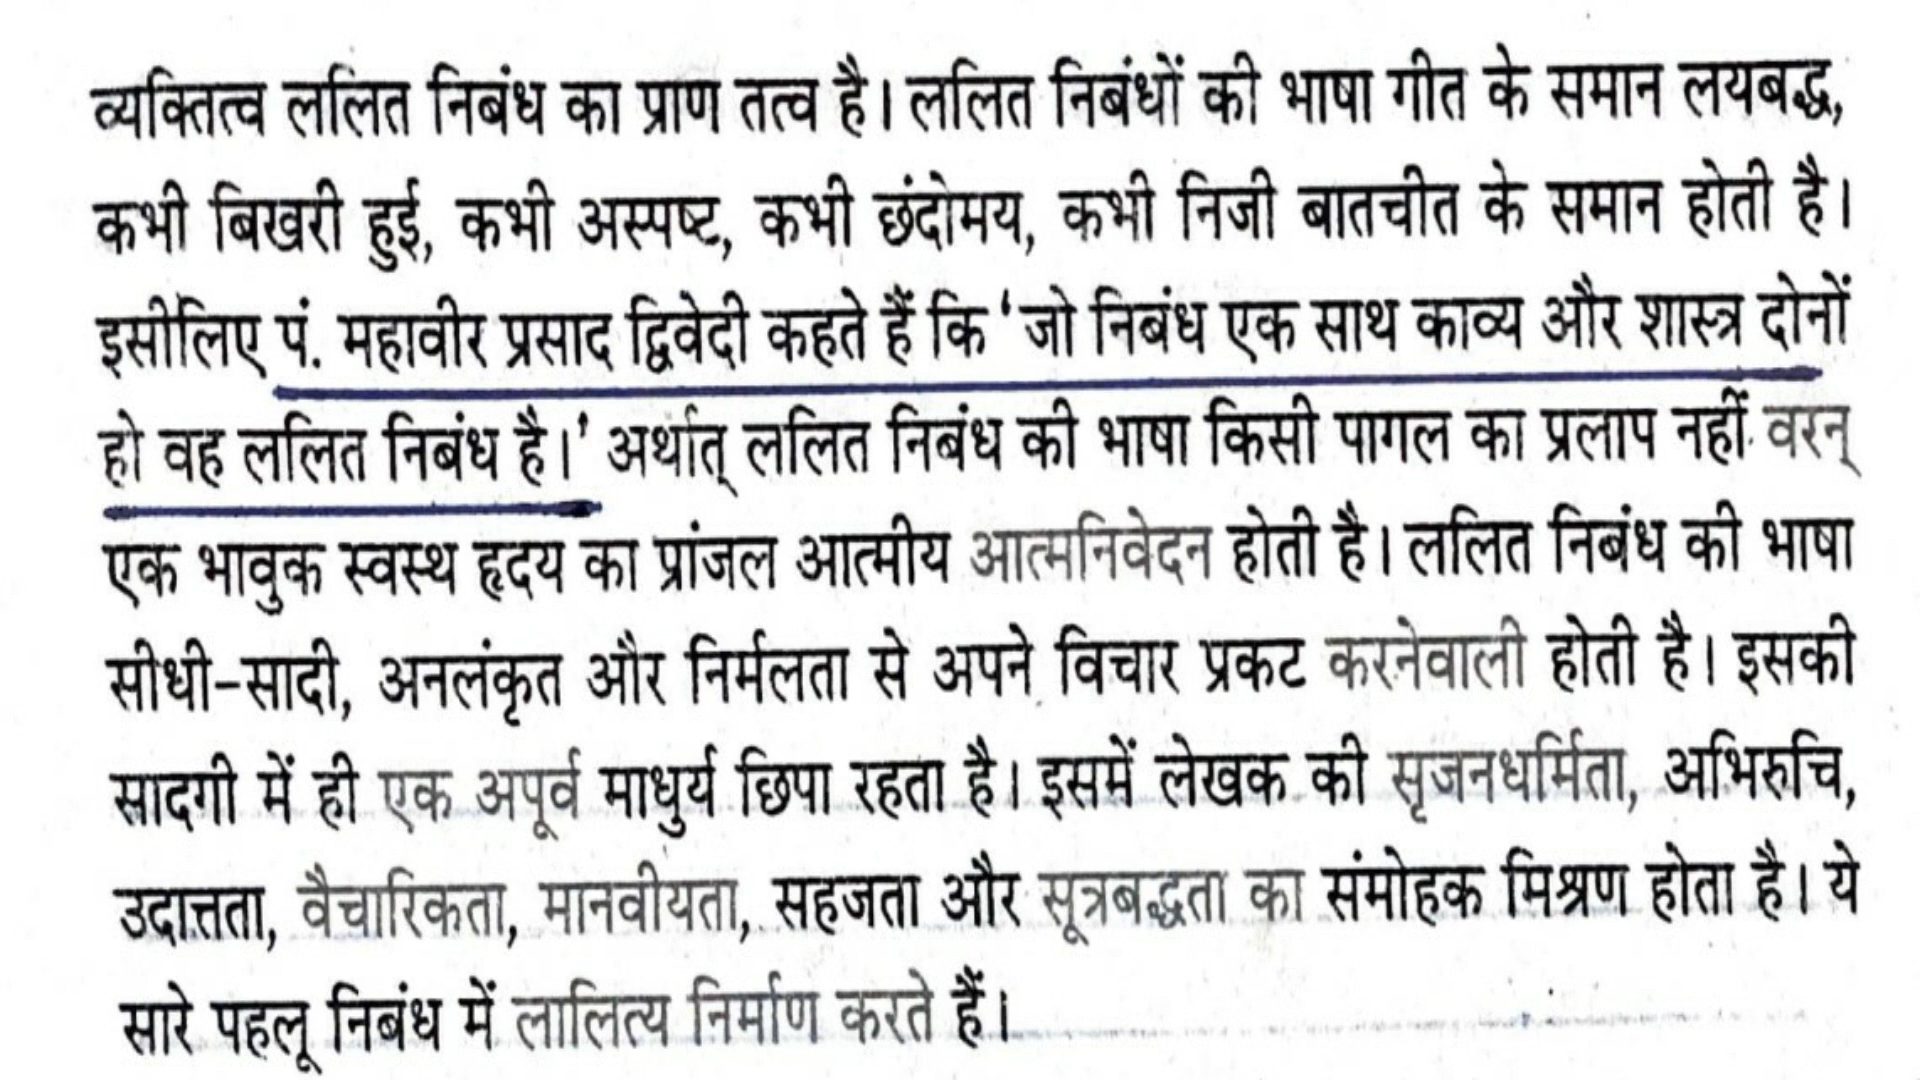 व्यक्तित्व ललित निबंध का प्राण तत्व है। ललित निबंधों की भाषा गीत के समान लयबद्ध,
कभी बिखरी हुई, कभी अस्पष्ट, कभी छंदोमय, कभी निजी बातचीत के समान होती है।
इसीलिए पं. महावीर प्रसाद द्विवेदी कहते हैं कि ‘जो निबंध एक साथ काव्य और शास्त्र दोनों
हो वह ललित निबंध है।’ अर्थात् ललित निबंध की भाषा किसी पागल का प्रलाप नहीं वरन्
एक भावुक स्वस्थ हृदय का प्रांजल आत्मीय आत्मनिवेदन होती है। ललित निबंध की भाषा
सीधी-सादी, अनलंकृत और निर्मलता से अपने विचार प्रकट करनेवाली होती है। इसकी
सादगी में ही एक अपूर्व माधुर्य छिपा रहता है। इसमें लेखक की सृजनधर्मिता, अभिरुचि,
उदात्तता, वैचारिकता, मानवीयता, सहजता और सूत्रबद्धता का संमोहक मिश्रण होता है। ये
सारे पहलू निबंध में लालित्य निर्माण करते हैं।